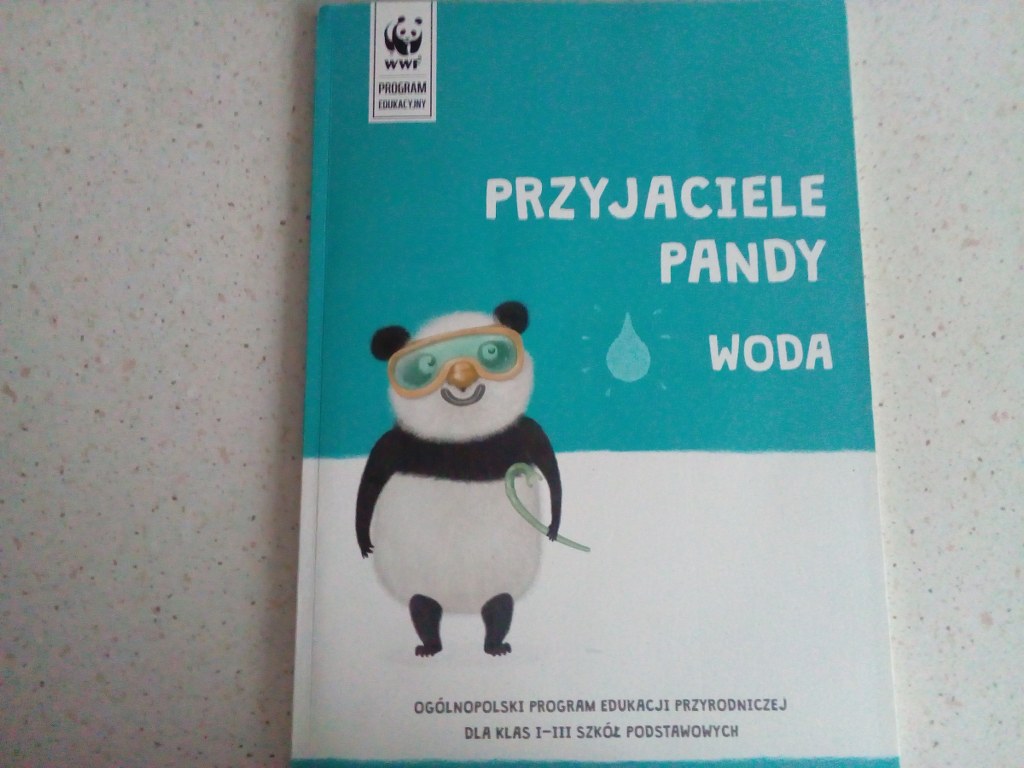 WWF
PROGRAM
EDUKACYJNY
PRZYJACIELE
PANDY
WODA
OGÓLNOPOLSKI PROGRAM EDUKACJI PRZYRODNICZEJ
DLA KLAS I-III SZKÓŁ PODSTAWOWYCH